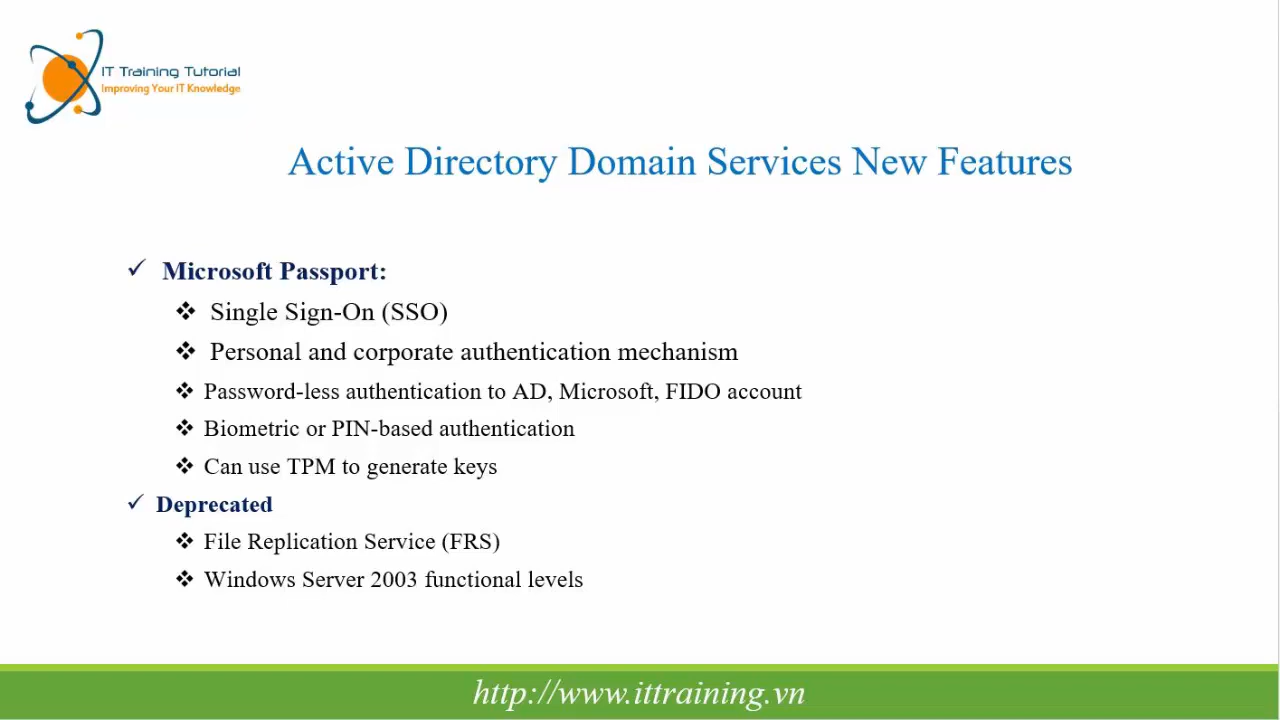 IT Training Tutorial
Improving Your IT Knowledge
Active Directory Domain Services New Features
✓ Microsoft Passport:
❖ Single Sign-On (SSO)
❖ Personal and corporate authentication mechanism
❖ Password-less authentication to AD, Microsoft, FIDO account
❖ Biometric or PIN-based authentication
❖ Can use TPM to generate keys
✓ Deprecated
❖ File Replication Service (FRS)
❖ Windows Server 2003 functional levels
http://www.ittraining.vn